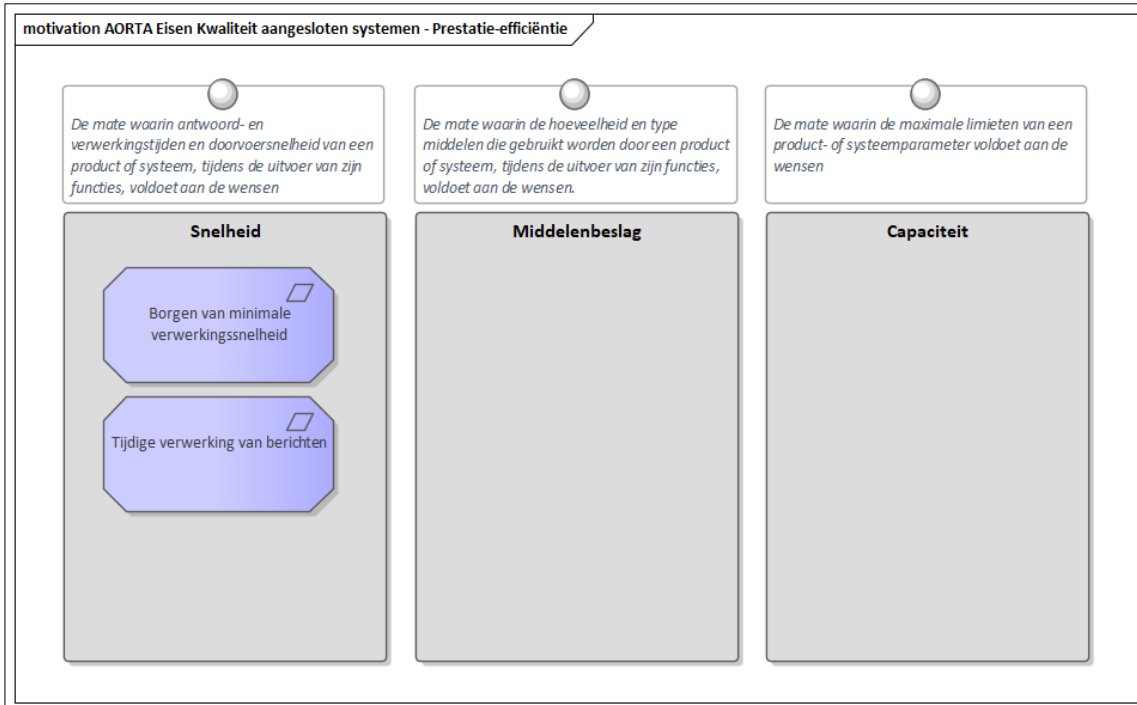 motivation AORTA Eisen Kwaliteit aangesloten systemen - Prestatie-efficiëntie
De mate waarin antwoord- en
verwerkingstijden en doorvoersnelheid van een
product of systeem, tijdens de uitvoer van zijn
functies, voldoet aan de wensen
De mate waarin de hoeveelheid en type
middelen die gebruikt worden door een product
of systeem, tijdens de uitvoer van zijn functies,
voldoet aan de wensen.
De mate waarin de maximale limieten van een
product- of systeemparameter voldoet aan de
wensen
Snelheid
Borgen van minimale
verwerkingssnelheid
Tijdige verwerking van berichten
Middelenbeslag
Capaciteit